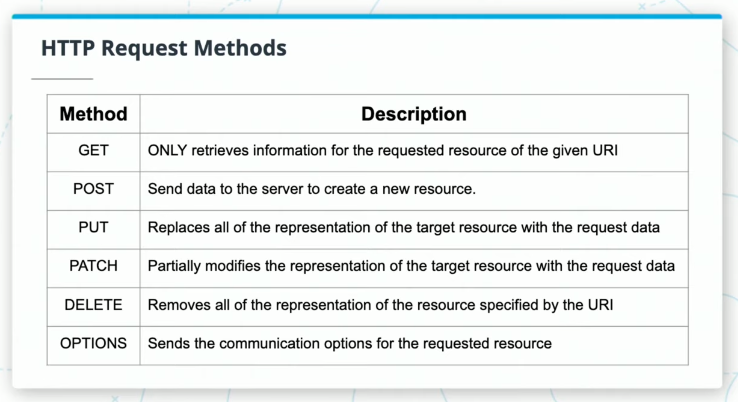 HTTP Request Methods
Method Description
GET ONLY retrieves information for the requested resource of the given URI
POST Send data to the server to create a new resource.
PUT Replaces all of the representation of the target resource with the request data
PATCH Partially modifies the representation of the target resource with the request data
DELETE Removes all of the representation of the resource specified by the URI
OPTIONS Sends the communication options for the requested resource